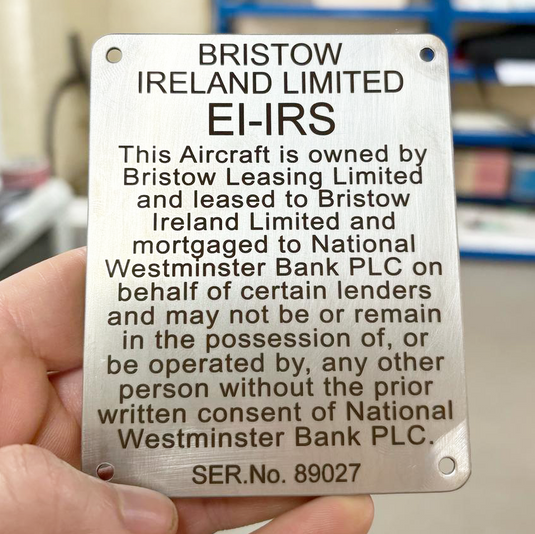 BRISTOW
IRELAND LIMITED
EI-IRS
This Aircraft is owned by
Bristow Leasing Limited
and leased to Bristow
Ireland Limited and
mortgaged to National
Westminster Bank PLC on
behalf of certain lenders
and may not be or remain
in the possession of, or
be operated by, any other
person without the prior
written consent of National
Westminster Bank PLC.
SER.No. 89027